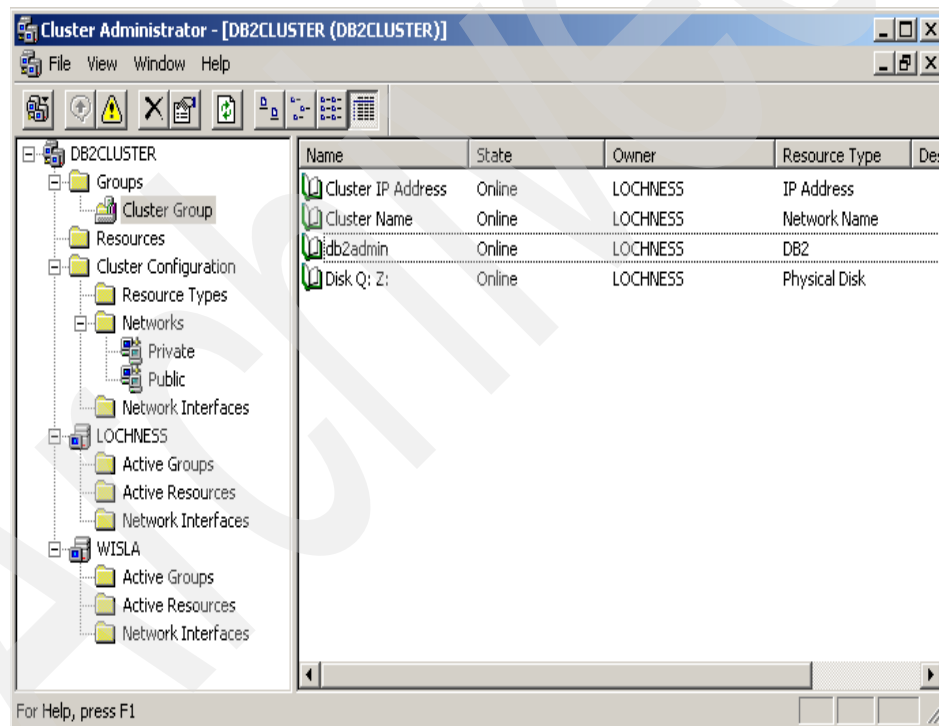 Cluster Administrator - [DB2CLUSTER (DB2CLUSTER)]
File View Window Help
DB2CLUSTER
Groups
Cluster Group
Resources
Cluster Configuration
Resource Types
Networks
Private
Public
Network Interfaces
LOCHNESS
Active Groups
Active Resources
Network Interfaces
WISLA
Active Groups
Active Resources
Network Interfaces
Name State Owner Resource Type Des
Cluster IP Address Online LOCHNESS IP Address
Cluster Name Online LOCHNESS Network Name
db2admin Online LOCHNESS DB2
Disk Q: Z: Online LOCHNESS Physical Disk
For Help, press F1